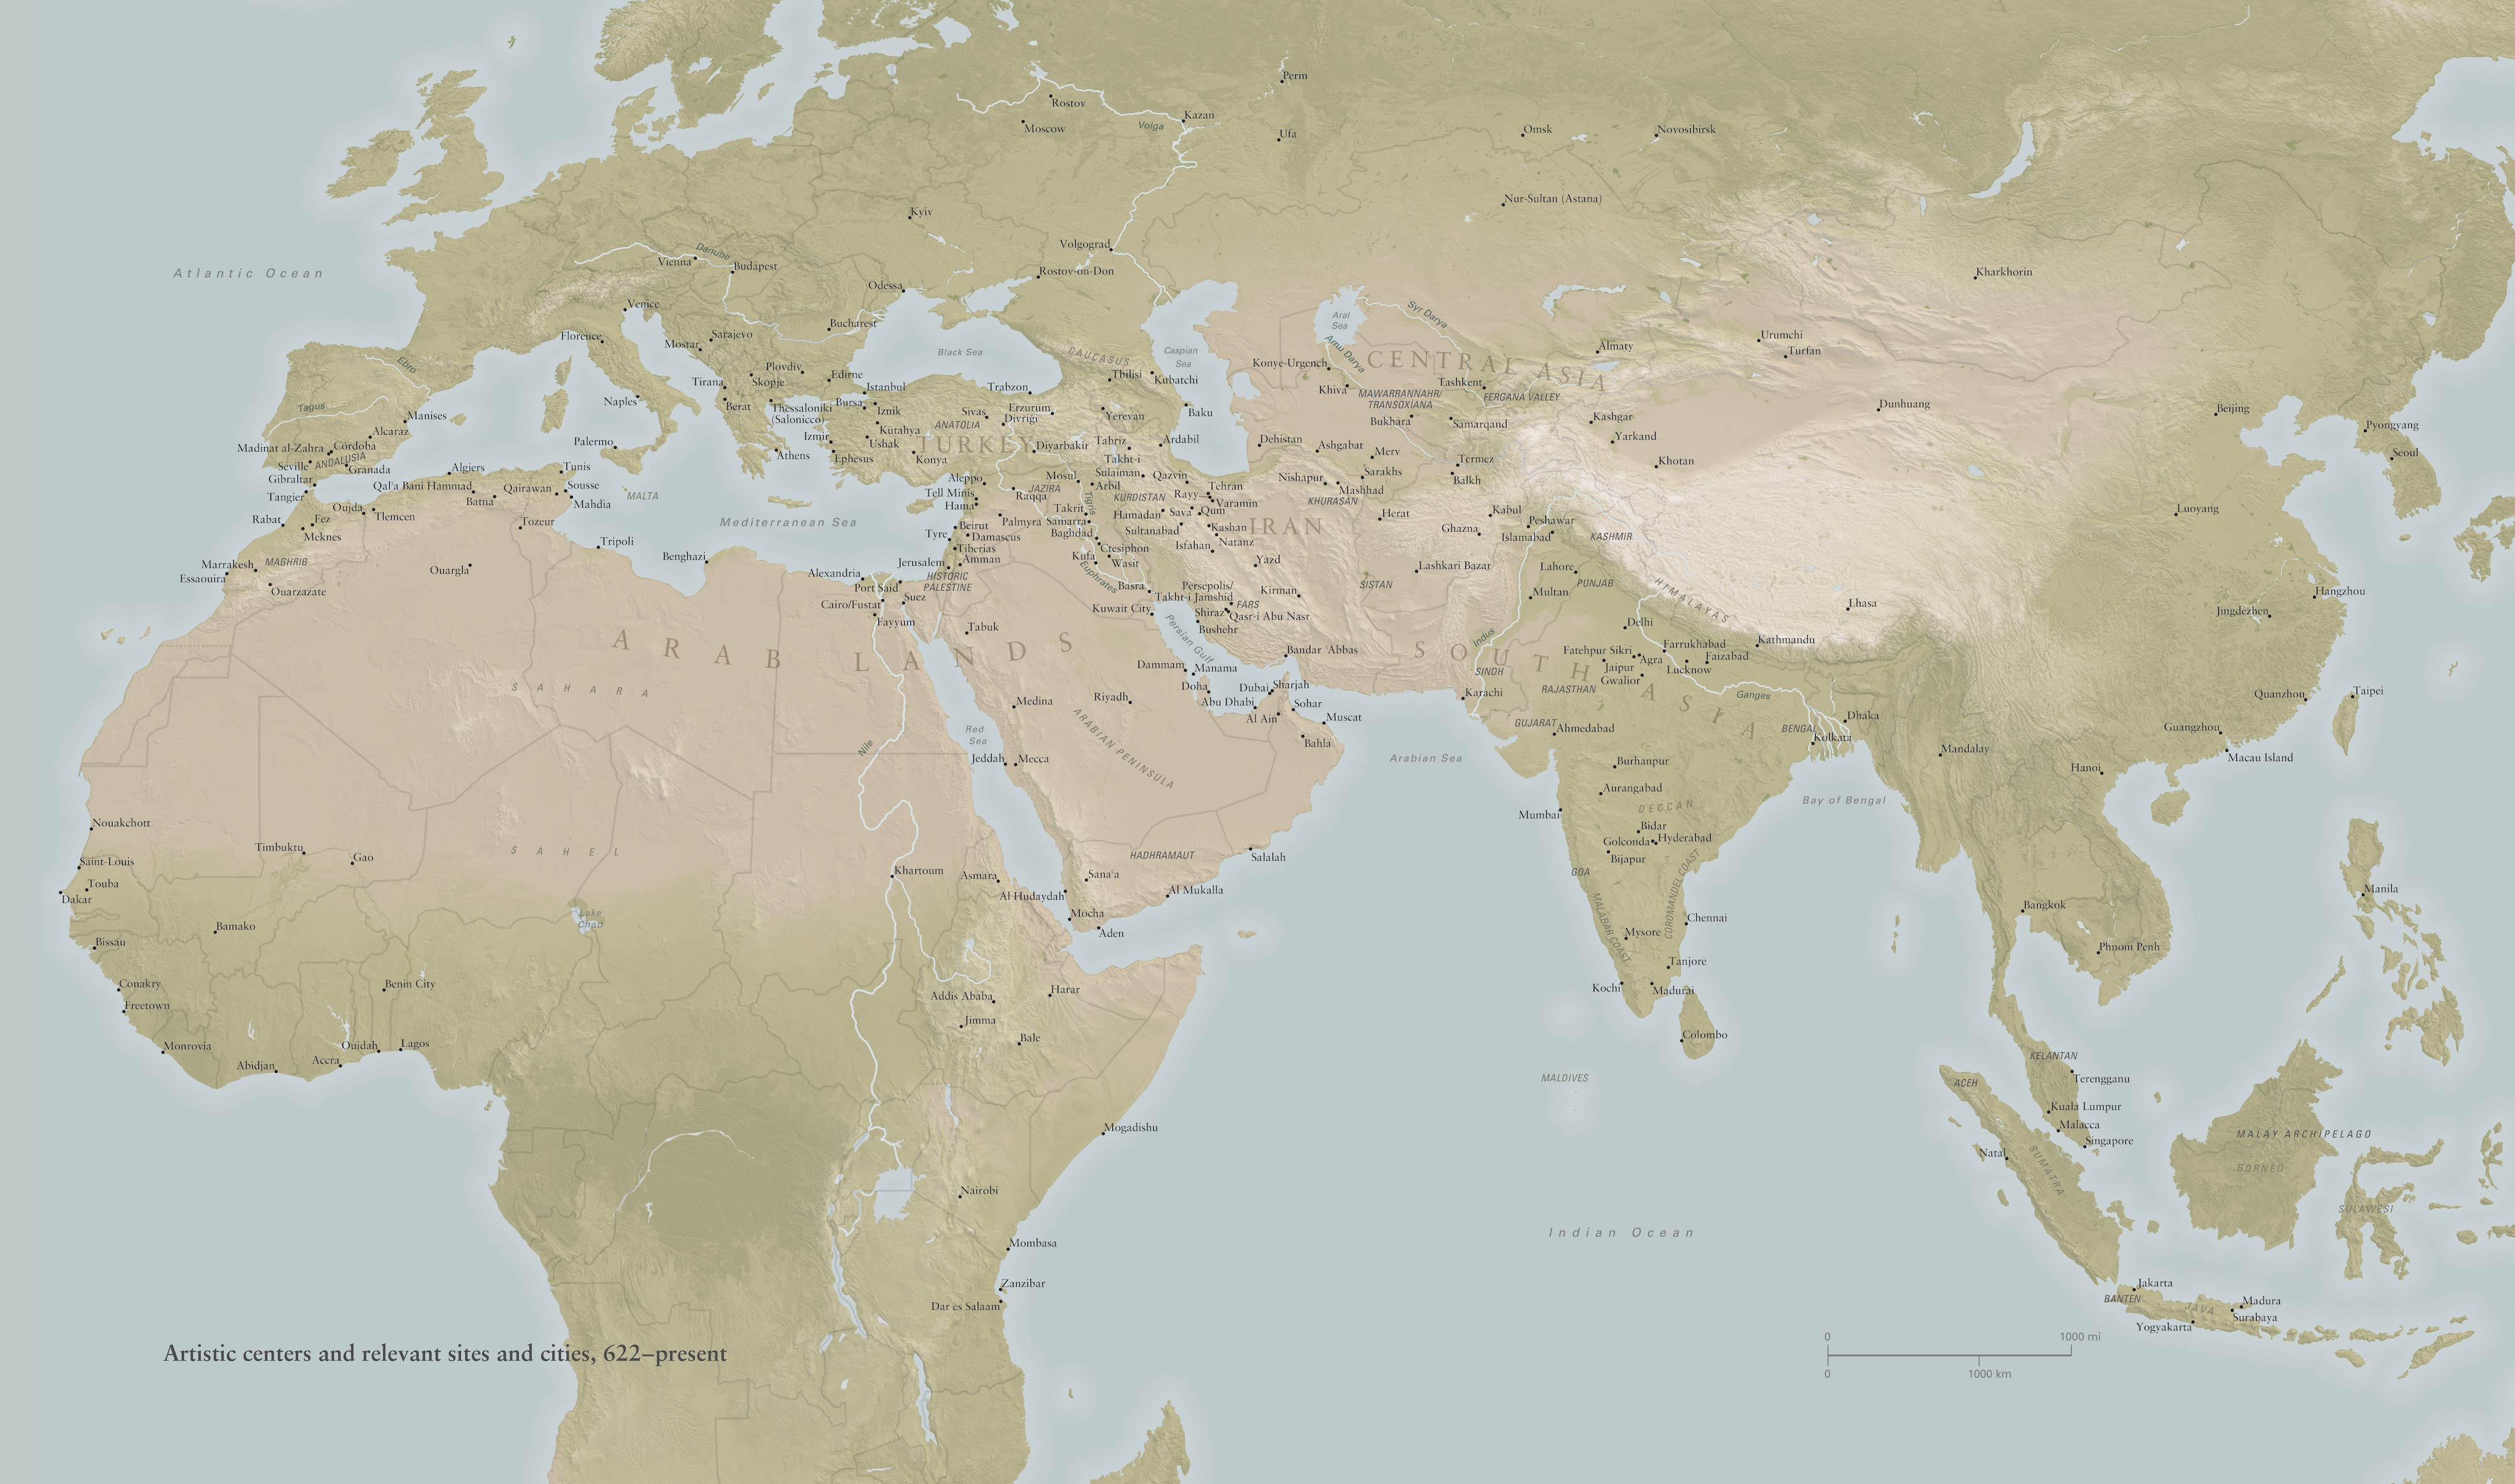 Perm
Rostov
Moscow
Volga
Kazan
Ufa
Omsk
Novosibirsk
Nur-Sultan (Astana)
Kyiv
Volgograd
Rostov-on-Don
Atlantic Ocean
Danube
Vienna
Budapest
Odessa
Kharkhorin
Venice
Florence
Sarajevo
Mostar
Bucharest
Black Sea
CAUCASUS
Caspian
Sea
Aral
Sea
Syr Darya
Amu Darya
CENTRAL ASIA
Almaty
Urumchi
Turfan
Ebro
Tagus
Manises
Alcaraz
Madinat al-Zahra
Córdoba
Seville
ANDALUSIA
Granada
Gibraltar
Tangier
Naples
Palermo
Tirana
Berat
Skopje
Plovdiv
Edirne
Thessaloniki
(Salonicco)
Athens
Istanbul
Bursa
Iznik
Kütahya
Izmir
Ushak
Ephesus
Konya
Sivas
ANATOLIA
TURKEY
Trabzon
Erzurum
Divriği
Diyarbakir
Tbilisi
Kubatchi
Yerevan
Baku
Tabriz
Ardabil
Takht-i
Sulaiman
Qazvin
Konye-Urgench
Khiva
MAWARRANNAHR/
TRANSOXIANA
Bukhara
Tashkent
FERGANA VALLEY
Samarqand
Kashgar
Yarkand
Khotan
Dunhuang
Beijing
Pyongyang
Seoul
Dehistan
Ashgabat
Merv
Termez
Sarakhs
Balkh
Nishapur
Mashhad
KHURASAN
Herat
Algiers
Qal'a Bani Hammad
Batna
Qairawan
Tunis
Sousse
Mahdia
MALTA
Oujda
Tlemcen
Tozeur
Rabat
Fez
Meknes
Marrakesh
MAGHRIB
Essaouira
Ouarzazate
Ouargla
Tripoli
Benghazi
Mediterranean Sea
Aleppo
Tell Minis
Hama
Raqqa
JAZIRA
Mosul
Arbil
Tigris
KURDISTAN
Takrit
Samarra
Baghdad
Palmyra
Beirut
Damascus
Tyre
Tiberias
Amman
Jerusalem
HISTORIC
PALESTINE
Alexandria
Port Said
Cairo/Fustat
Suez
Fayyum
Tabuk
Ctesiphon
Kufa
Wasit
Euphrates
Basra
Kuwait City
Tehran
Rayy
Varamin
Hamadan
Sava
Qum
Sultanabad
Kashan
Natanz
Isfahan
IRAN
Yazd
Persepolis/
Takht-i Jamshid
FARS
Shiraz
Qasr-i Abu Nasr
Bushehr
Kirman
Persian Gulf
Bandar 'Abbas
SISTAN
Lashkari Bazar
Ghazna
Kabul
Peshawar
Islamabad
KASHMIR
Lahore
PUNJAB
Multan
HIMALAYAS
Luoyang
Hangzhou
Jingdezhen
Lhasa
Kathmandu
ARAB LANDS
SAHARA
Nile
Red
Sea
Medina
Riyadh
Jeddah
Mecca
ARABIAN PENINSULA
Dammam
Manama
Doha
Dubai
Sharjah
Abu Dhabi
Al Ain
Sohar
Muscat
Bahla
SOUTH ASIA
Indus
SINDH
Karachi
Delhi
Fatehpur Sikri
Agra
Farrukhabad
Faizabad
Jaipur
Lucknow
Gwalior
RAJASTHAN
Ganges
GUJARAT
Ahmedabad
BENGAL
Dhaka
Kolkata
Mandalay
Hanoi
Quanzhou
Taipei
Guangzhou
Macau Island
Arabian Sea
Burhanpur
Aurangabad
Mumbai
DECCAN
Bidar
Golconda
Hyderabad
Bijapur
GOA
MALABAR COAST
COROMANDEL COAST
Bay of Bengal
Chennai
Mysore
Tanjore
Kochi
Madurai
Colombo
MALDIVES
Nouakchott
Saint-Louis
Touba
Dakar
Timbuktu
Gao
SAHEL
Bamako
Bissau
Conakry
Freetown
Monrovia
Abidjan
Accra
Ouidah
Lagos
Benin City
Lake
Chad
Khartoum
Asmara
HADHRAMAUT
Salalah
Sana'a
Al Hudaydah
Al Mukalla
Mocha
Aden
Addis Ababa
Harar
Jimma
Bale
Mogadishu
Nairobi
Mombasa
Zanzibar
Dar es Salaam
Bangkok
Phnom Penh
Manila
KELANTAN
Terengganu
ACEH
Kuala Lumpur
Malacca
Singapore
Natal
SUMATRA
MALAY ARCHIPELAGO
BORNEO
SULAWESI
Indian Ocean
Jakarta
BANTEN
JAVA
Madura
Surabaya
Yogyakarta
Artistic centers and relevant sites and cities, 622–present
0
1000 mi
0
1000 km